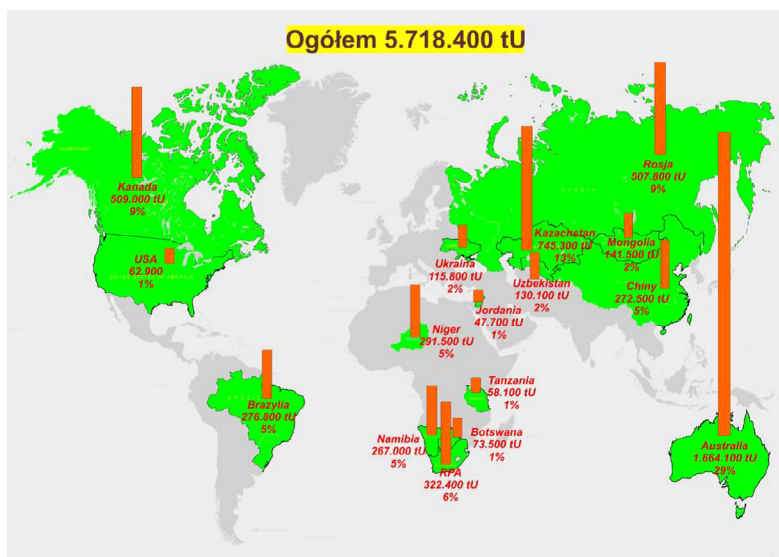 Ogółem 5.718.400 tU
Kanada
509.000 tU
9%
USA
62.900
1%
Brazylia
276.800 tU
5%
Ukraina
115.800 tU
2%
Niger
291.500 tU
5%
Namibia
267.000 tU
5%
RPA
322.400 tU
6%
Botswana
73.500 tU
1%
Tanzania
58.100 tU
1%
Jordania
47.700 tU
1%
Uzbekistan
130.100 tU
2%
Kazachstan
745.300 tU
13%
Rosja
507.800 tU
9%
Mongolia
141.500 tU
2%
Chiny
272.500 tU
5%
Australia
1.664.100 tU
29%